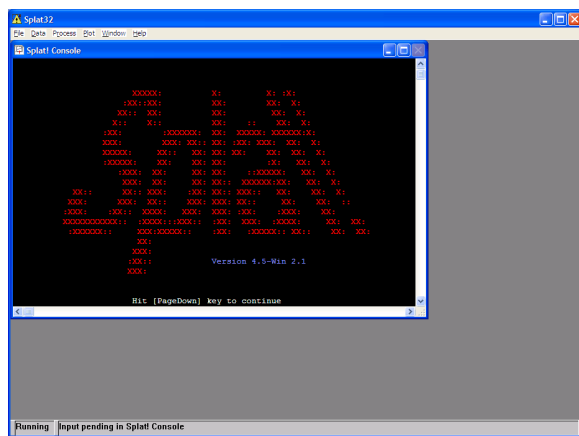 Splat32
File Data Process Plot Window Help
Splat! Console
Splat!
Version 4.5-Win 2.1
Hit [PageDown] key to continue
Running Input pending in Splat! Console